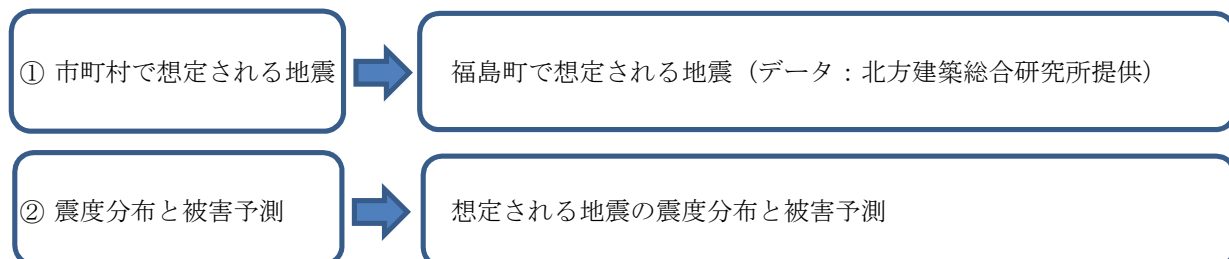 ① 市町村で想定される地震
福島町で想定される地震（データ：北方建築総合研究所提供）
② 震度分布と被害予測
想定される地震の震度分布と被害予測